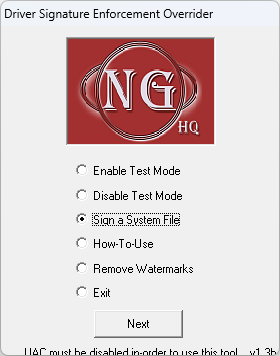 Driver Signature Enforcement Overrider
NG
HQ
Enable Test Mode
Disable Test Mode
Sign a System File
How-To-Use
Remove Watermarks
Exit
Next
UAC must be disabled in-order to use this tool v1.3b